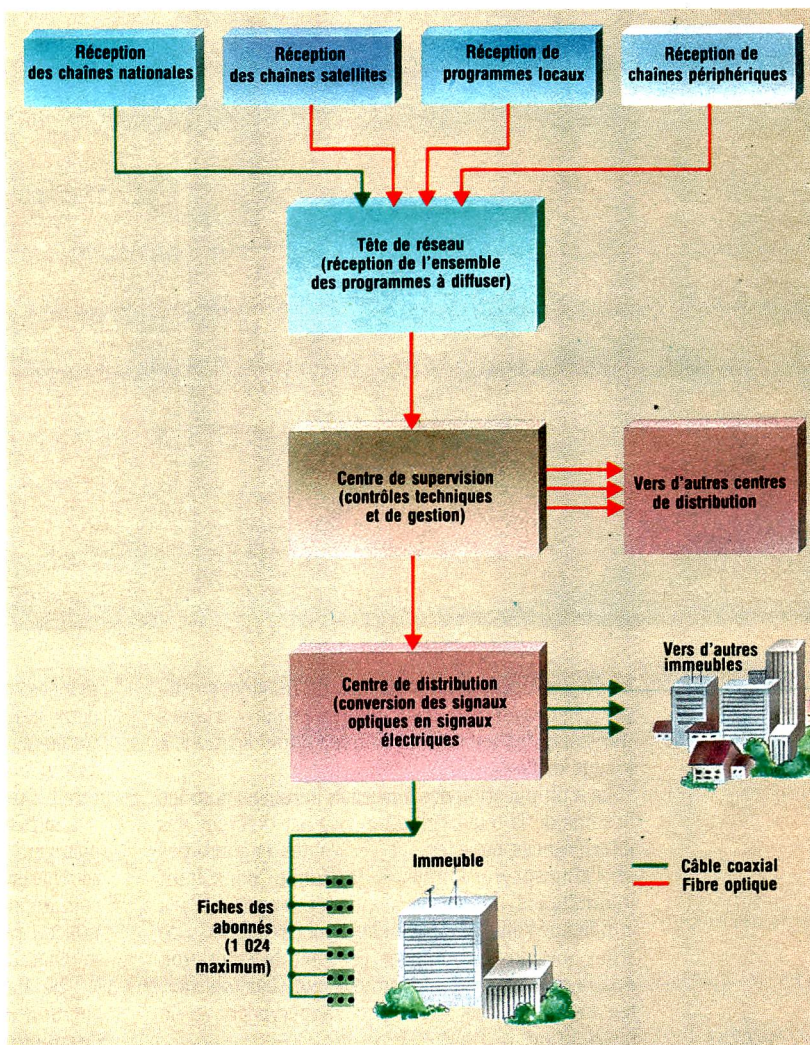 Réception
des chaînes nationales
Réception
des chaînes satellites
Réception de
programmes locaux
Réception de
chaînes périphériques
Tête de réseau
(réception de l'ensemble
des programmes à diffuser)
Centre de supervision
(contrôles techniques
et de gestion)
Vers d'autres centres
de distribution
Centre de distribution
(conversion des signaux
optiques en signaux
électriques
Vers d'autres
immeubles
Immeuble
Fiches des
abonnés
(1 024
maximum)
Câble coaxial
Fibre optique